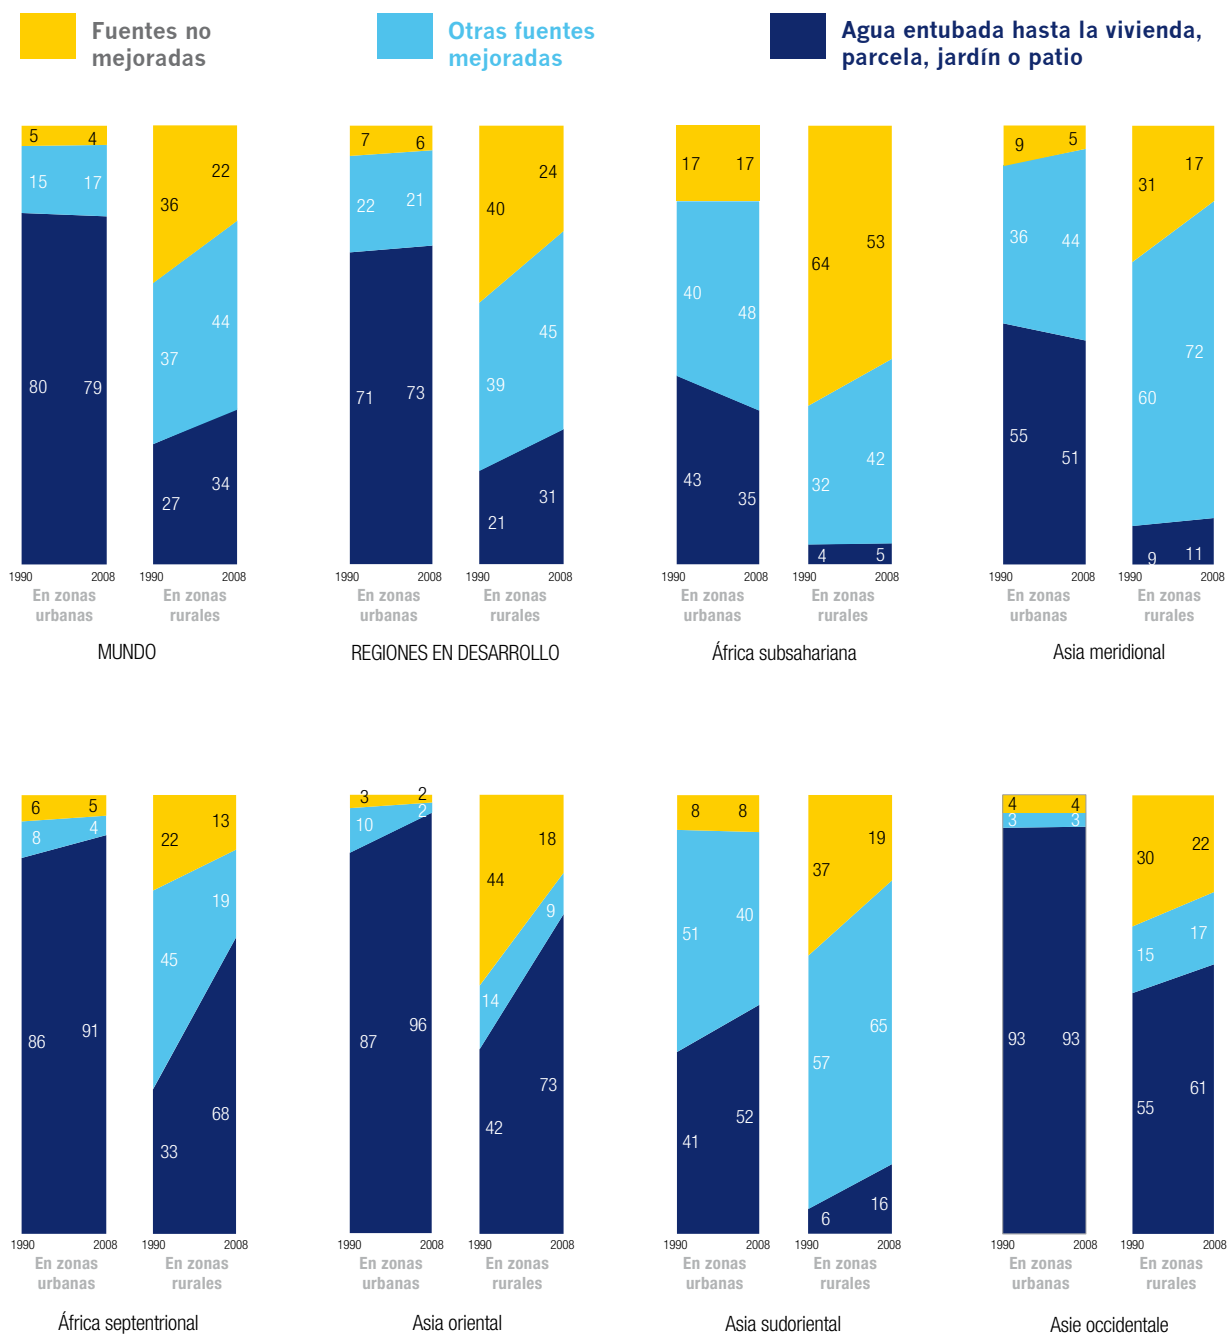 Fuentes no
mejoradas
Otras fuentes
mejoradas
Agua entubada hasta la vivienda,
parcela, jardín o patio
5 4
15 17
80 79
36 22
37 44
27 34
1990 2008
En zonas
urbanas
1990 2008
En zonas
rurales
MUNDO
7 6
22 21
71 73
40 24
39 45
21 31
1990 2008
En zonas
urbanas
1990 2008
En zonas
rurales
REGIONES EN DESARROLLO
17 17
40 48
43 35
64 53
32 42
4 5
1990 2008
En zonas
urbanas
1990 2008
En zonas
rurales
África subsahariana
9 5
36 44
55 51
31 17
60 72
9 11
1990 2008
En zonas
urbanas
1990 2008
En zonas
rurales
Asia meridional
6 5
8 4
86 91
22 13
45 19
33 68
1990 2008
En zonas
urbanas
1990 2008
En zonas
rurales
África septentrional
3 2
10 2
87 96
44 18
14 9
42 73
1990 2008
En zonas
urbanas
1990 2008
En zonas
rurales
Asia oriental
8 8
51 40
41 52
37 19
57 65
6 16
1990 2008
En zonas
urbanas
1990 2008
En zonas
rurales
Asia sudoriental
4 4
3 3
93 93
30 22
15 17
55 61
1990 2008
En zonas
urbanas
1990 2008
En zonas
rurales
Asie occidentale